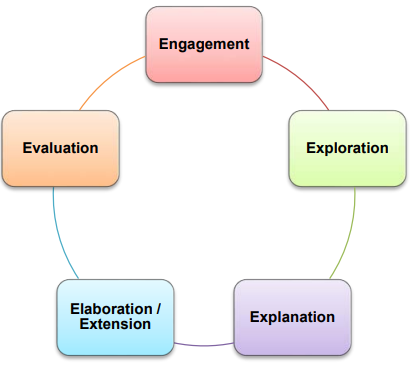 Engagement
Exploration
Explanation
Elaboration /
Extension
Evaluation